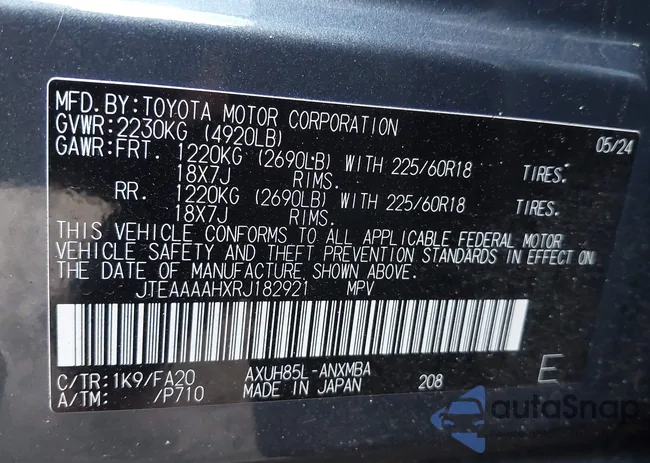 MFD.BY:TOYOTA MOTOR CORPORATION 05/24
GVWR:2230KG (4920LB)
GAWR:FRT. 1220KG (2690LB) WITH 225/60R18 TIRES.
18X7J RIMS.
RR. 1220KG (2690LB) WITH 225/60R18 TIRES.
18X7J RIMS.
THIS VEHICLE CONFORMS TO ALL APPLICABLE FEDERAL MOTOR
VEHICLE SAFETY AND THEFT PREVENTION STANDARDS IN EFFECT ON
THE DATE OF MANUFACTURE SHOWN ABOVE.
JTEAAAAHXRJ182921 MPV
C/TR:1K9/FA20 AXUH85L-ANXMBA
A/TM: /P710 MADE IN JAPAN 208 E
autoSnap